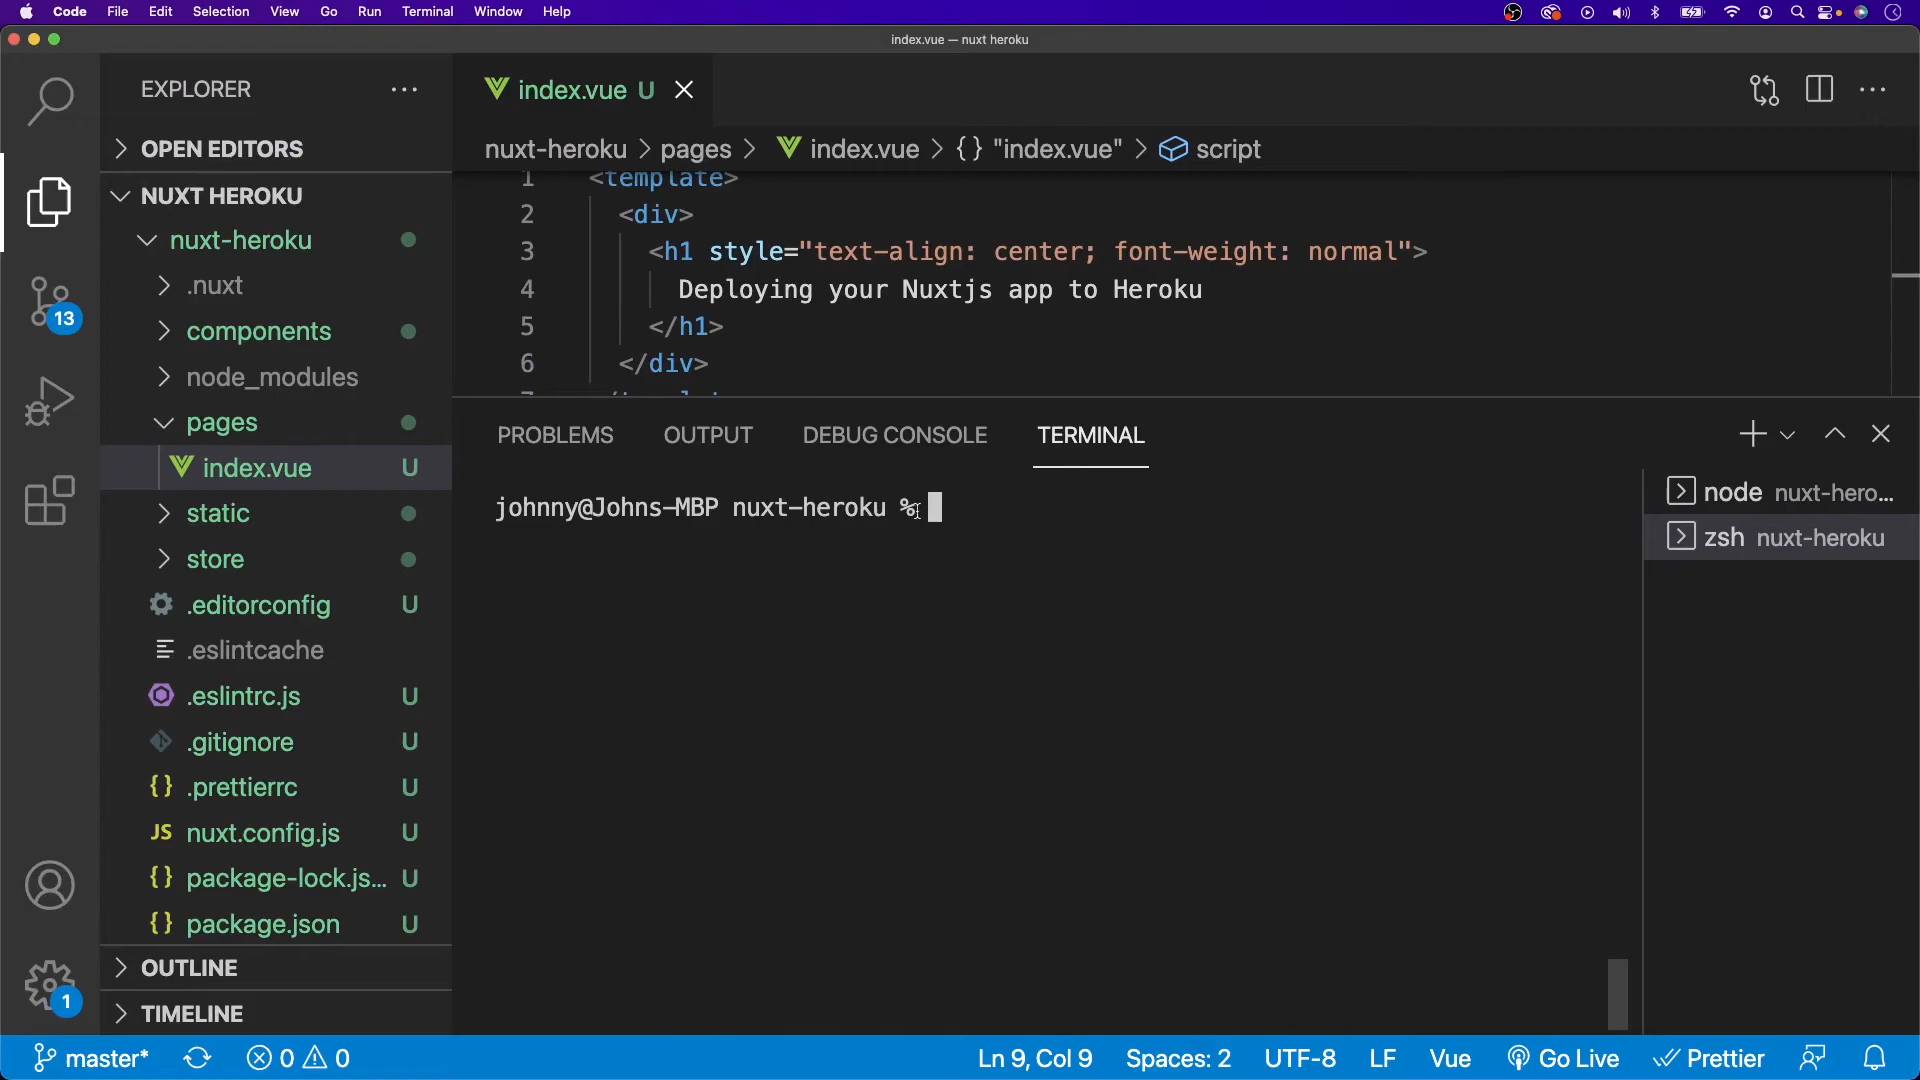 Code File Edit Selection View Go Run Terminal Window Help
index.vue — nuxt heroku
EXPLORER
index.vue U
OPEN EDITORS
nuxt-heroku > pages > index.vue > {} "index.vue" > script
NUXT HEROKU
nuxt-heroku
.nuxt
components
node_modules
pages
index.vue U
static
store
.editorconfig U
.eslintcache
.eslintrc.js U
.gitignore U
{} .prettierrc U
JS nuxt.config.js U
{} package-lock.js... U
{} package.json U
OUTLINE
TIMELINE
1 <template>
2 <div>
3 <h1 style="text-align: center; font-weight: normal">
4 Deploying your Nuxtjs app to Heroku
5 </h1>
6 </div>
PROBLEMS OUTPUT DEBUG CONSOLE TERMINAL
johnny@Johns-MBP nuxt-heroku %
node nuxt-hero...
zsh nuxt-heroku
13
1
master* 0 0 Ln 9, Col 9 Spaces: 2 UTF-8 LF Vue Go Live Prettier